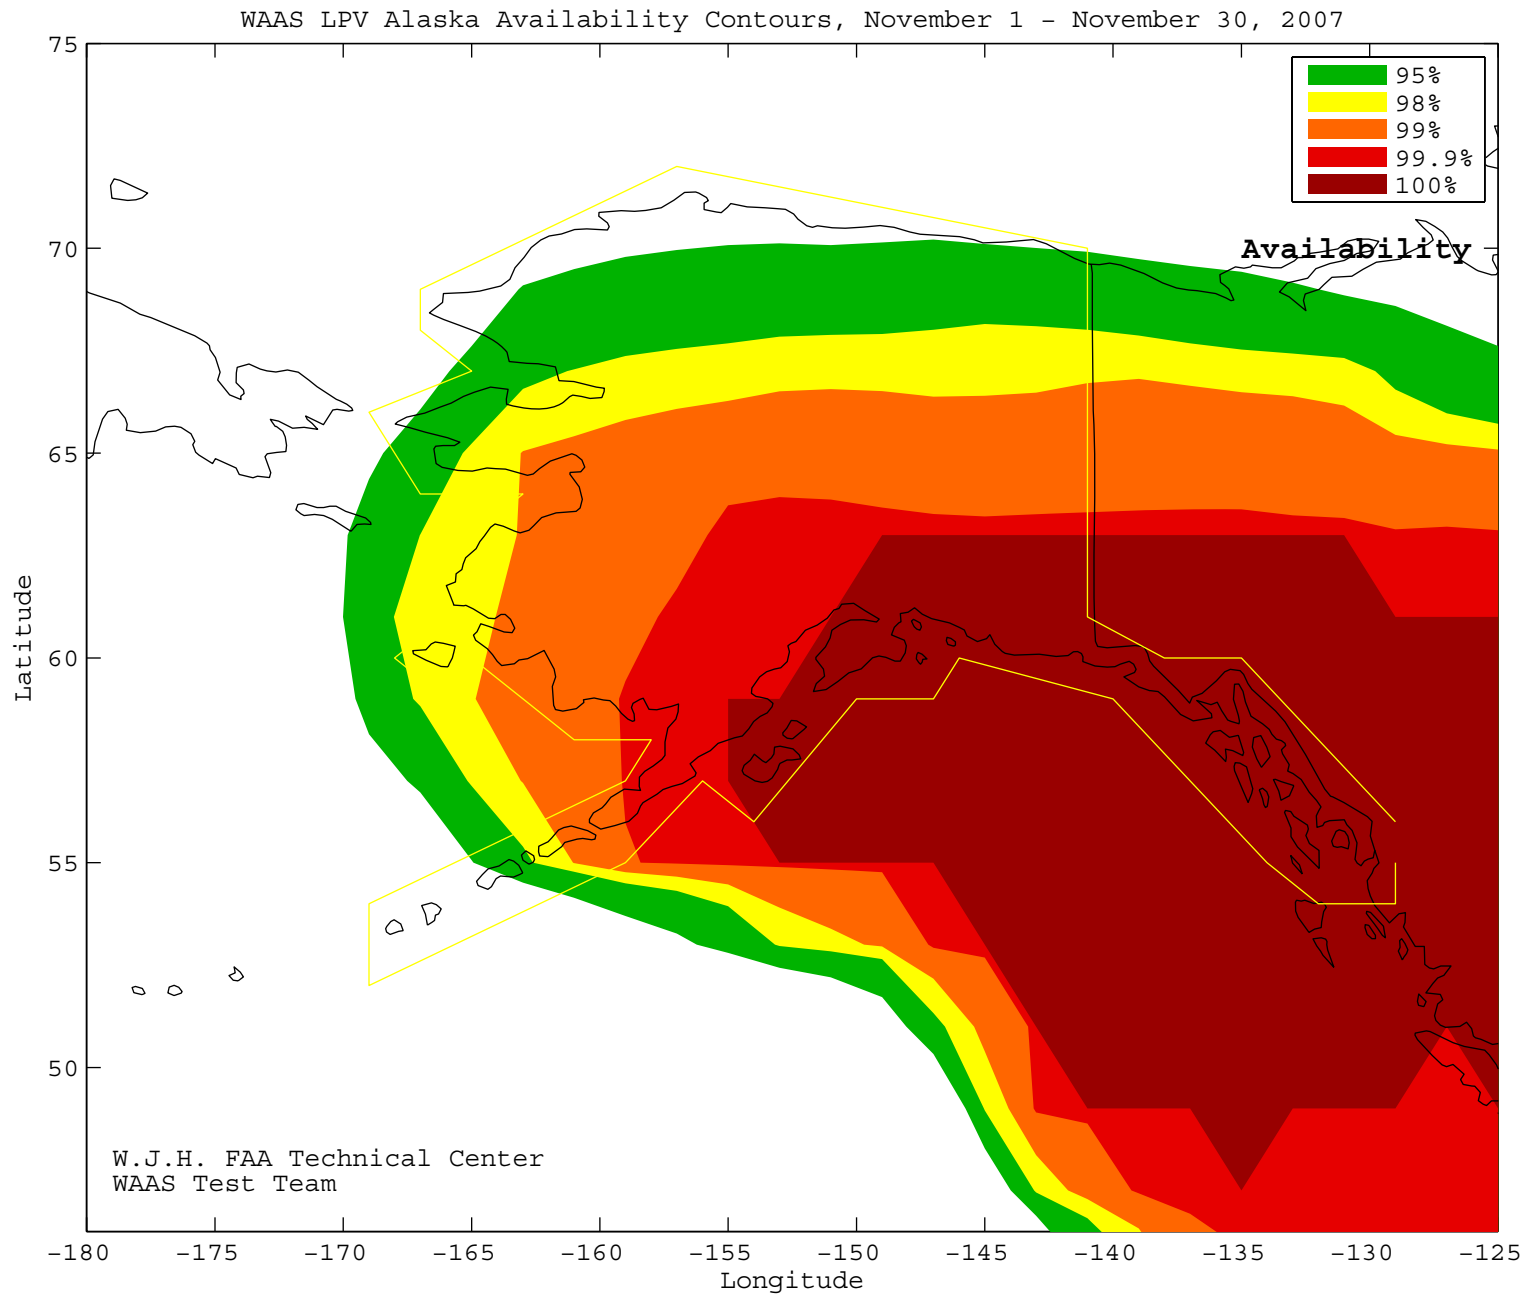 WAAS LPV Alaska Availability Contours, November 1 - November 30, 2007
75
70
65
60
55
50
Latitude
95%
98%
99%
99.9%
100%
Availability
W.J.H. FAA Technical Center
WAAS Test Team
-180 -175 -170 -165 -160 -155 -150 -145 -140 -135 -130 -125
Longitude